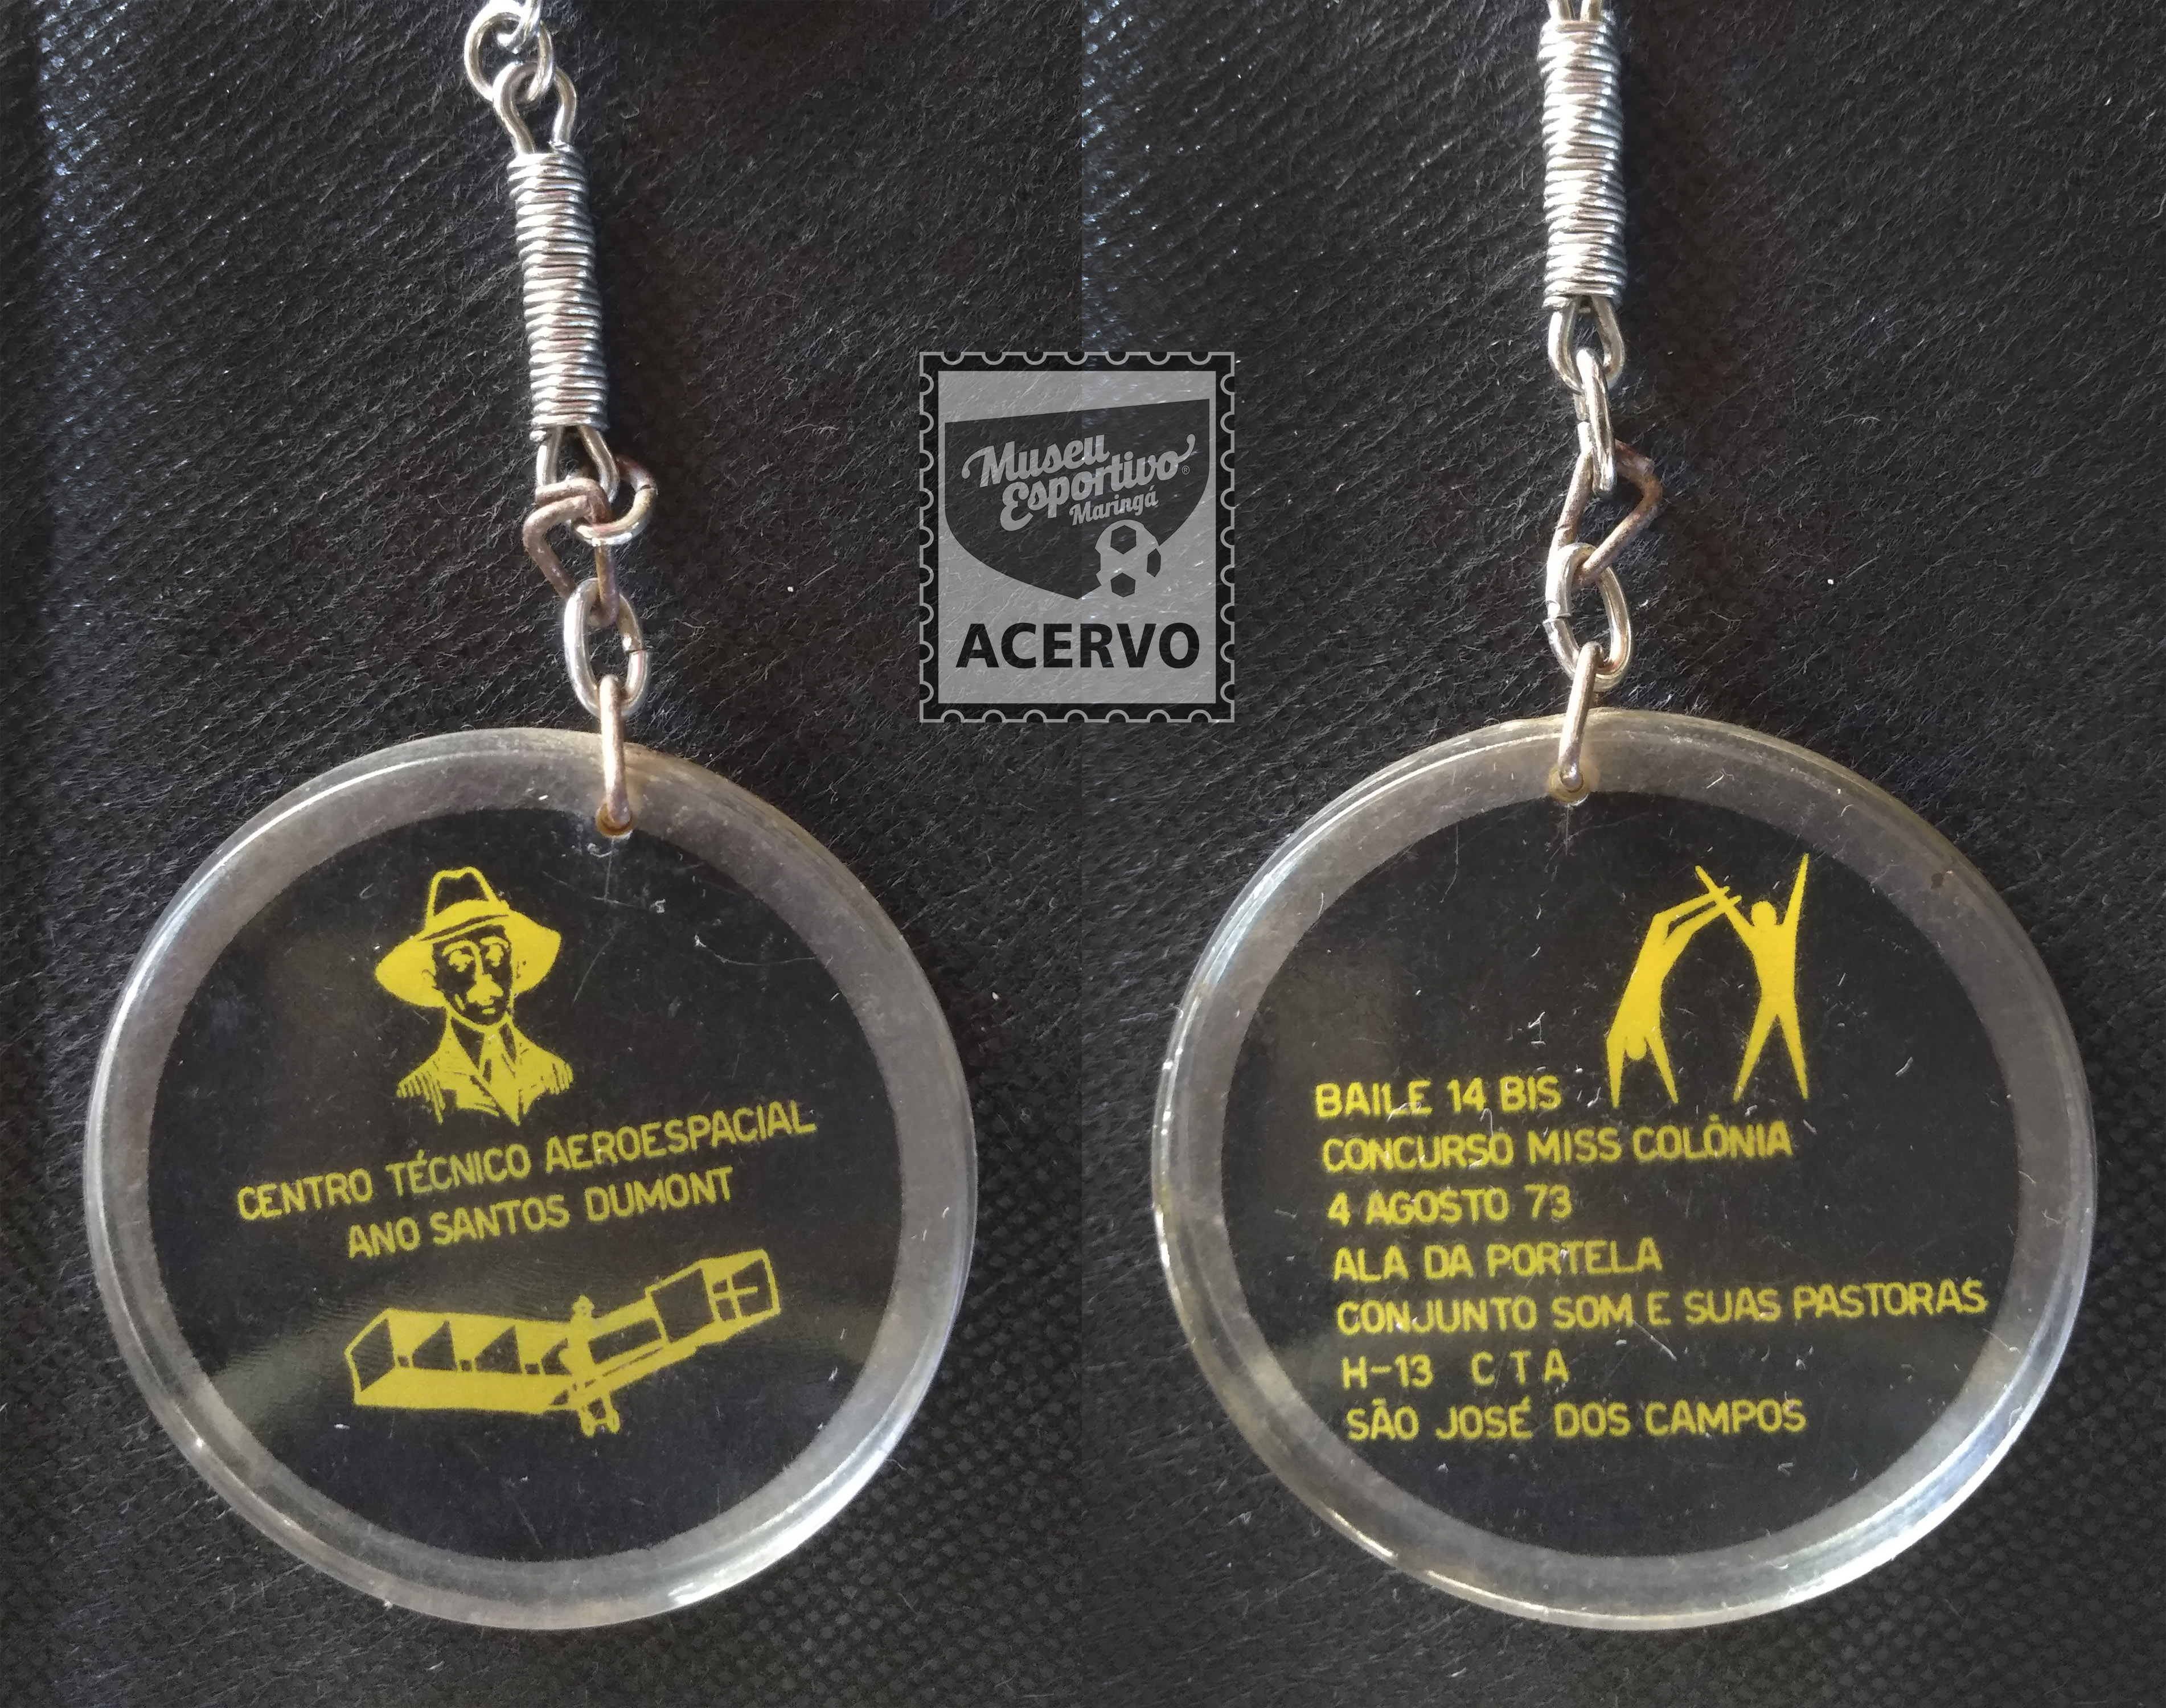 CENTRO TÉCNICO AEROESPACIAL
ANO SANTOS DUMONT
Museu
Esportivo®
Maringá
ACERVO
BAILE 14 BIS
CONCURSO MISS COLÔNIA
4 AGOSTO 73
ALA DA PORTELA
CONJUNTO SOM E SUAS PASTORAS
H-13 C T A
SÃO JOSÉ DOS CAMPOS